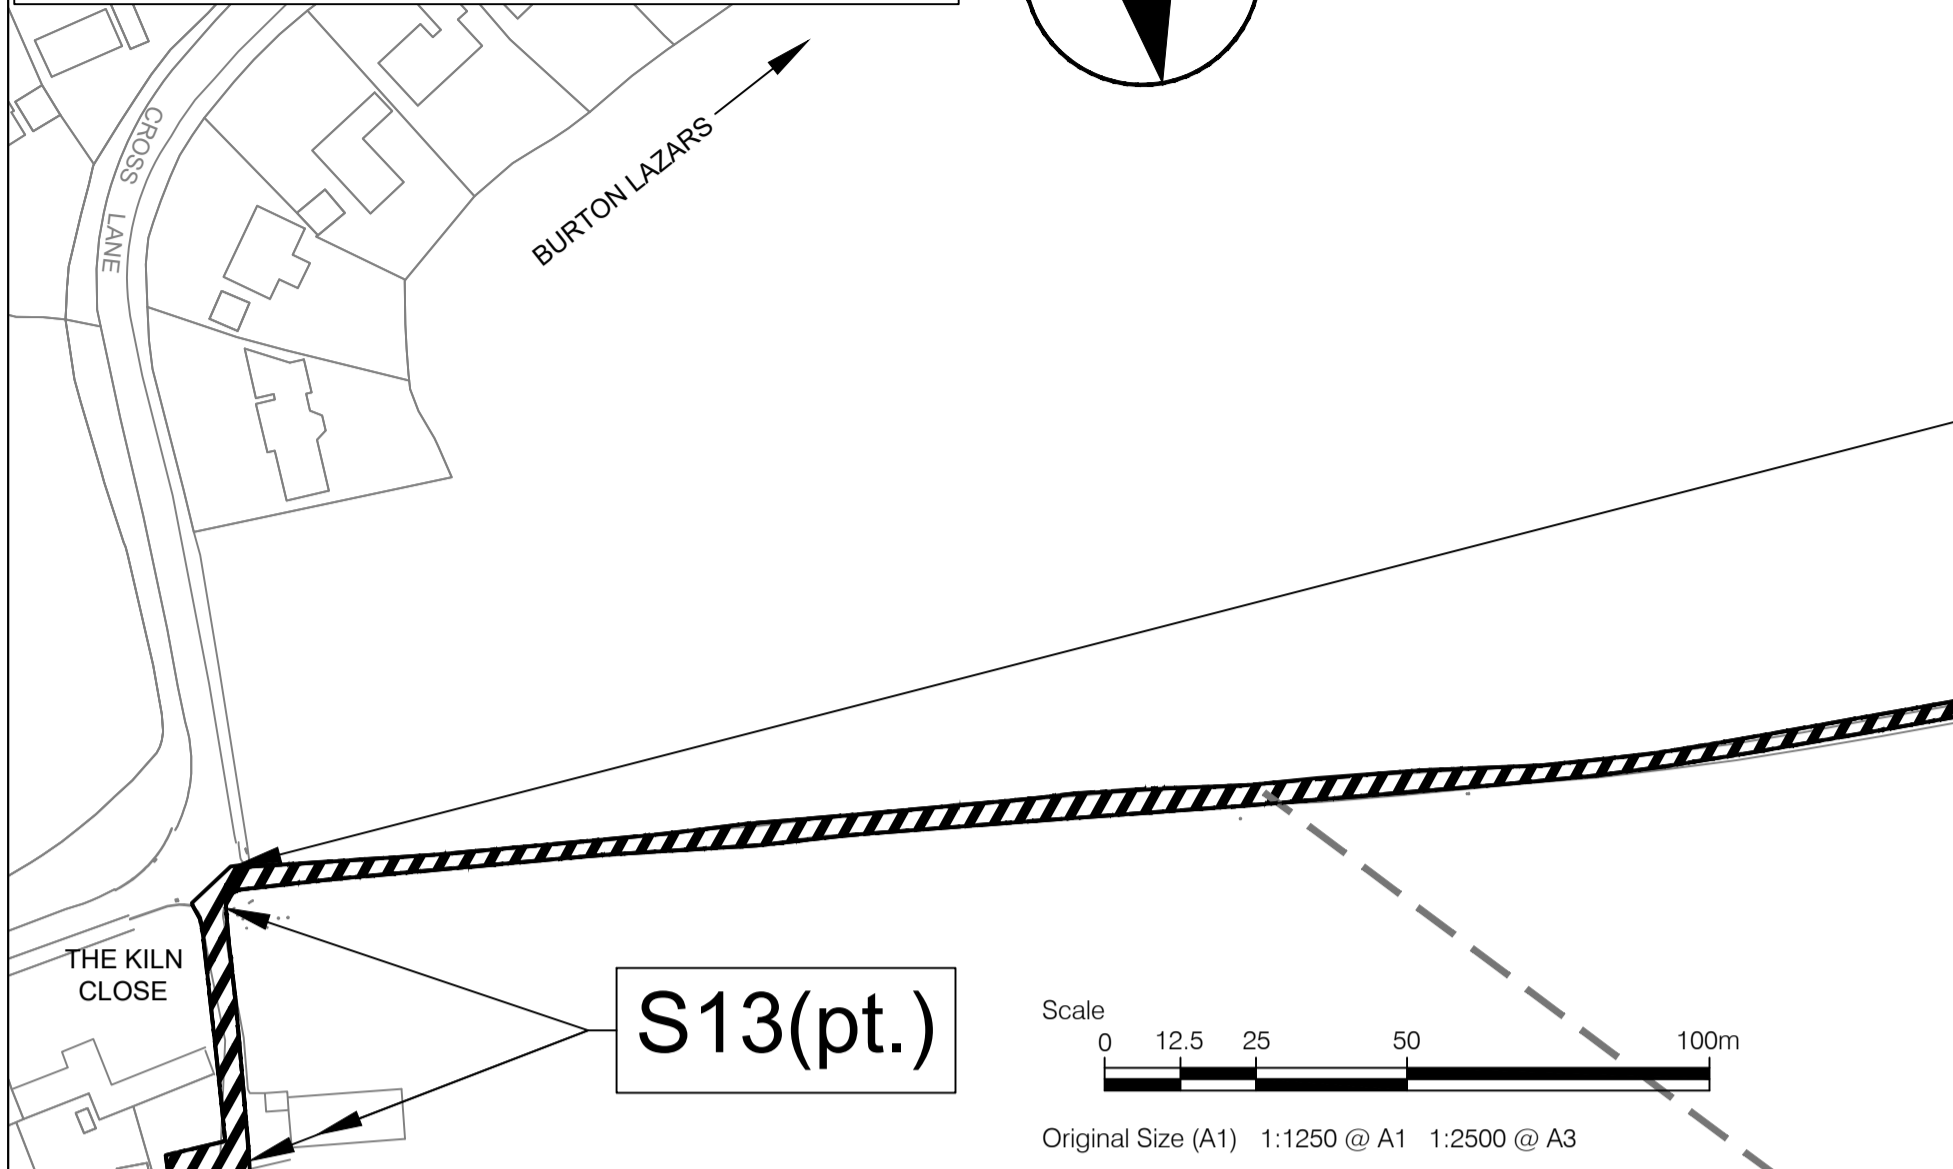 CROSS LANE
BURTON LAZARS
THE KILN
CLOSE
S13(pt.)
Scale
0 12.5 25 50 100m
Original Size (A1) 1:1250 @ A1 1:2500 @ A3